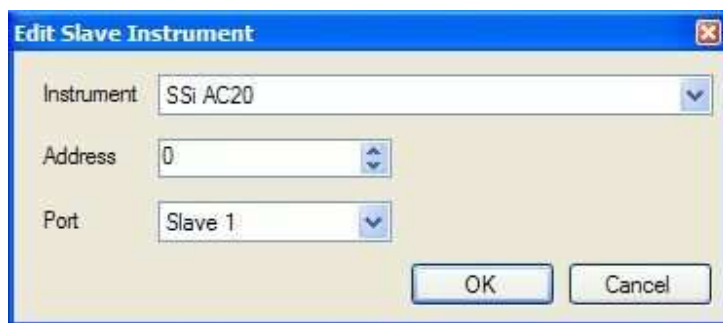 Edit Slave Instrument
Instrument SSi AC20
Address 0
Port Slave 1
OK Cancel